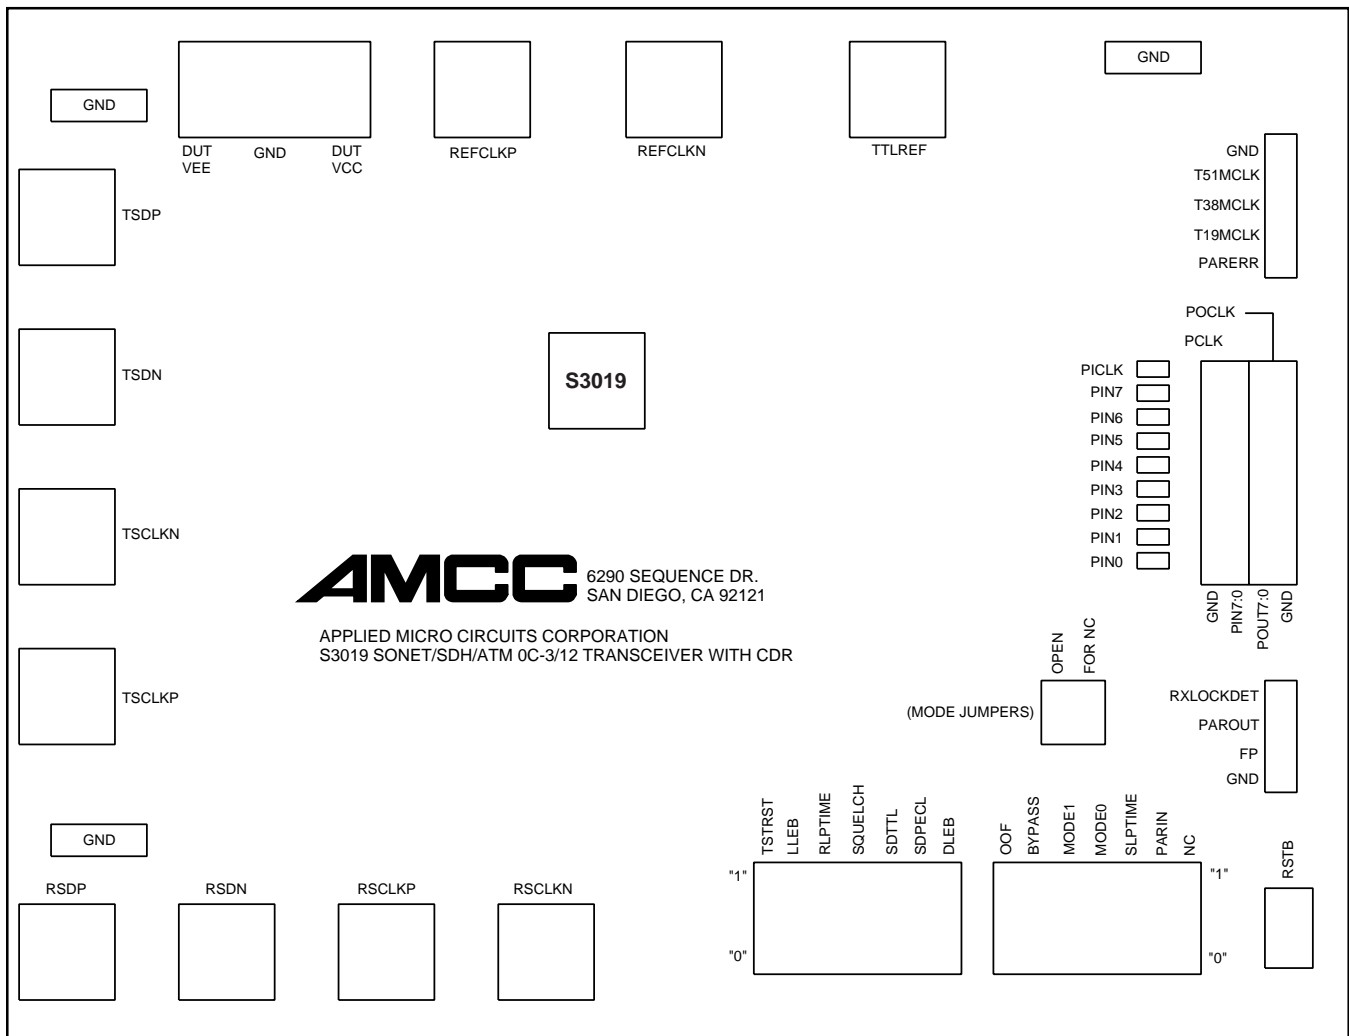 GND
GND
DUT VEE
GND
DUT VCC
REFCLKP
REFCLKN
TTLREF
GND
T51MCLK
T38MCLK
T19MCLK
PARERR
TSDP
TSDN
TSCLKN
TSCLKP
S3019
POCLK
PCLK
PICLK
PIN7
PIN6
PIN5
PIN4
PIN3
PIN2
PIN1
PIN0
GND
PIN7:0
POUT7:0
GND
AMCC
6290 SEQUENCE DR.
SAN DIEGO, CA 92121
APPLIED MICRO CIRCUITS CORPORATION
S3019 SONET/SDH/ATM 0C-3/12 TRANSCEIVER WITH CDR
OPEN
FOR NC
(MODE JUMPERS)
RXLOCKDET
PAROUT
FP
GND
GND
RSDP
RSDN
RSCLKP
RSCLKN
TSTRST
LLEB
RLPTIME
SQUELCH
SDTTL
SDPECL
DLEB
"1"
"0"
OOF
BYPASS
MODE1
MODE0
SLPTIME
PARIN
NC
"1"
"0"
RSTB